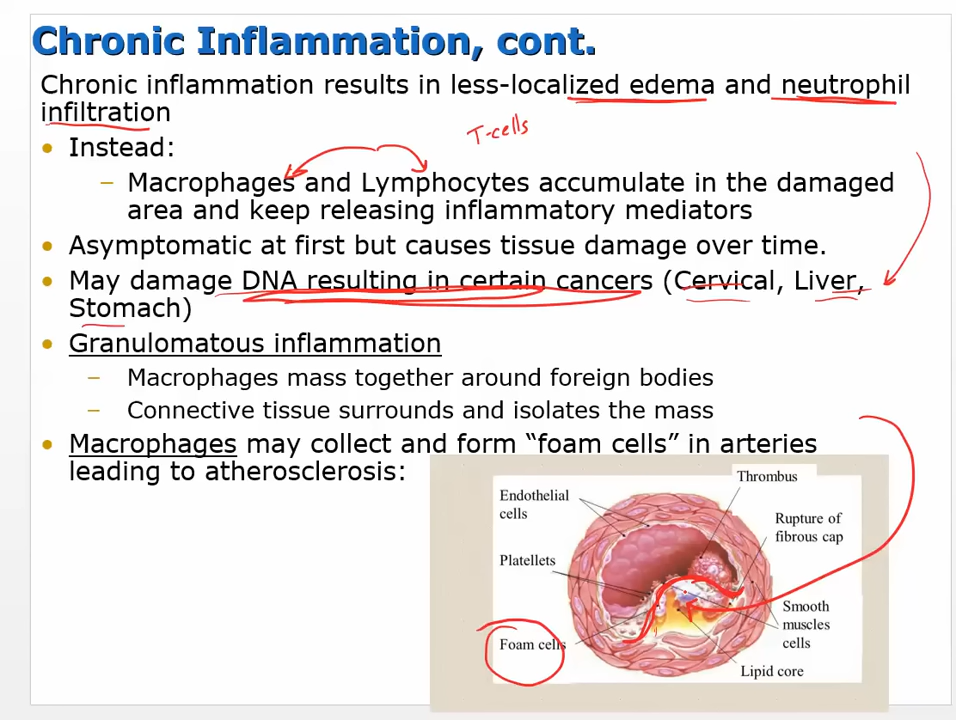 Chronic Inflammation, cont.
Chronic inflammation results in less-localized edema and neutrophil
infiltration
T-cells
• Instead:
– Macrophages and Lymphocytes accumulate in the damaged
area and keep releasing inflammatory mediators
• Asymptomatic at first but causes tissue damage over time.
• May damage DNA resulting in certain cancers (Cervical, Liver,
Stomach)
• Granulomatous inflammation
– Macrophages mass together around foreign bodies
– Connective tissue surrounds and isolates the mass
• Macrophages may collect and form “foam cells” in arteries
leading to atherosclerosis:
Thrombus
Endothelial
cells
Rupture of
fibrous cap
Platellets
Smooth
muscles
cells
Foam cells
Lipid core